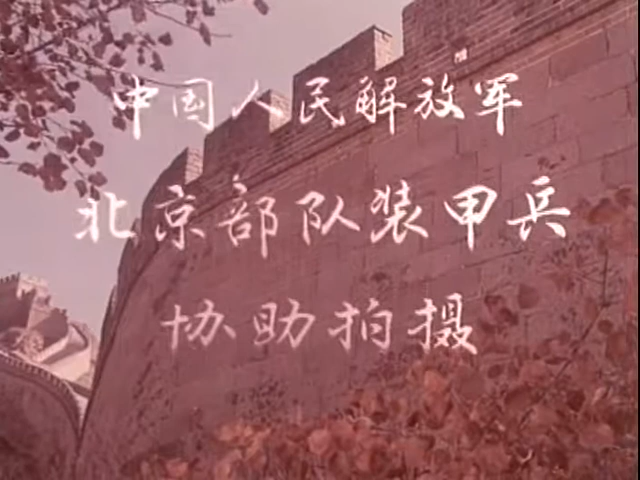 中国人民解放军
北京部队装甲兵
协助拍摄